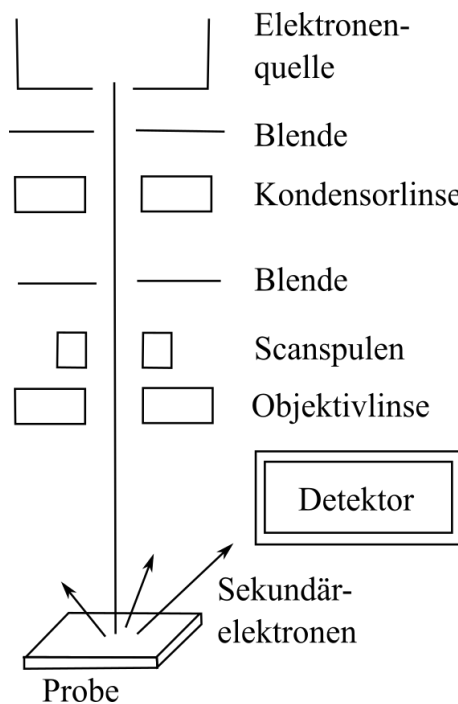 Elektronen-
quelle
Blende
Kondensorlinse
Blende
Scanspulen
Objektivlinse
Detektor
Sekundär-
elektronen
Probe